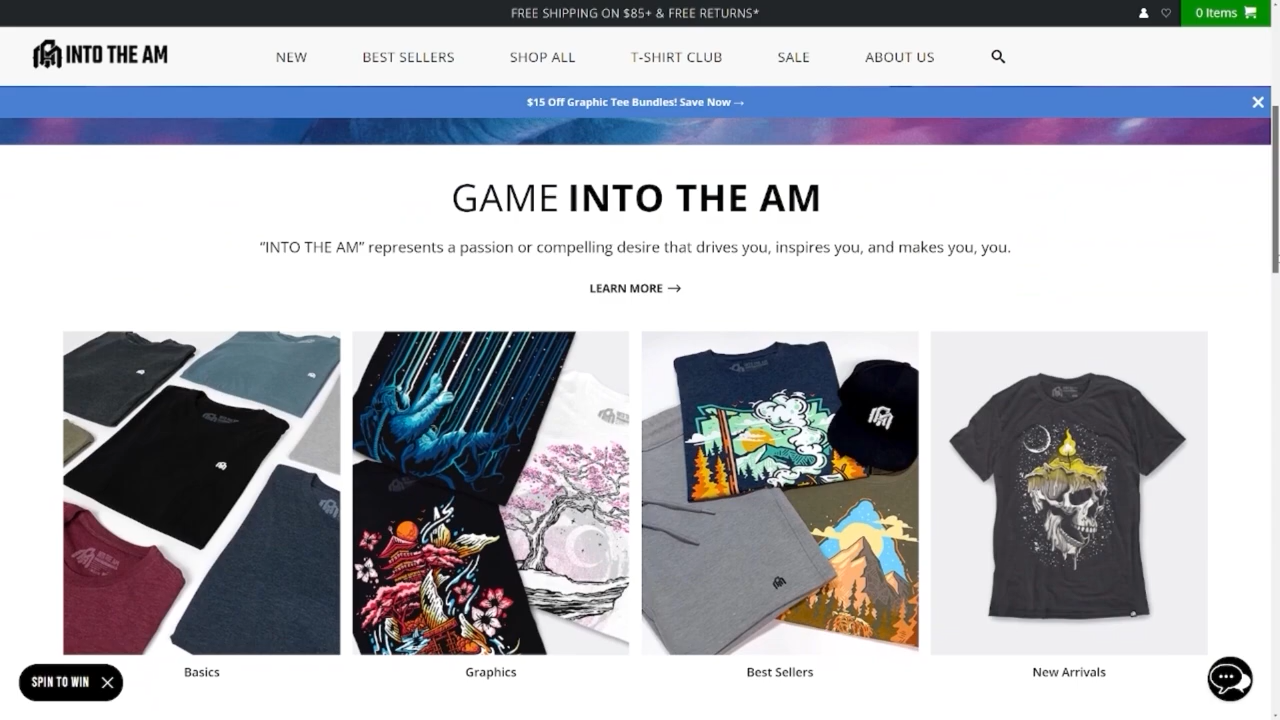 FREE SHIPPING ON $85+ & FREE RETURNS*
0 Items
INTO THE AM
NEW
BEST SELLERS
SHOP ALL
T-SHIRT CLUB
SALE
ABOUT US
$15 Off Graphic Tee Bundles! Save Now →
GAME INTO THE AM
“INTO THE AM” represents a passion or compelling desire that drives you, inspires you, and makes you, you.
LEARN MORE →
Basics
Graphics
Best Sellers
New Arrivals
SPIN TO WIN